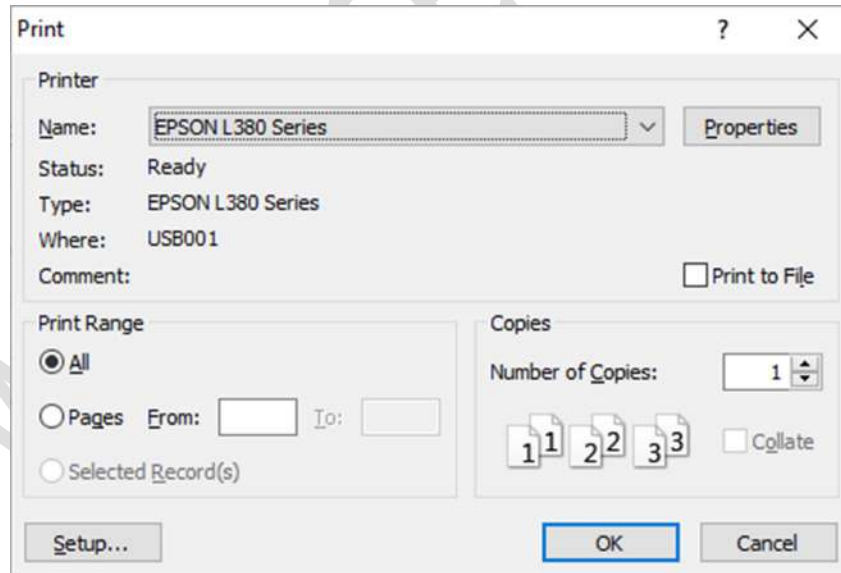 Print
Printer
Name: EPSON L380 Series Properties
Status: Ready
Type: EPSON L380 Series
Where: USB001
Comment: Print to File
Print Range
All
Pages From: To:
Selected Record(s)
Copies
Number of Copies: 1
1 1 2 2 3 3 Collate
Setup... OK Cancel